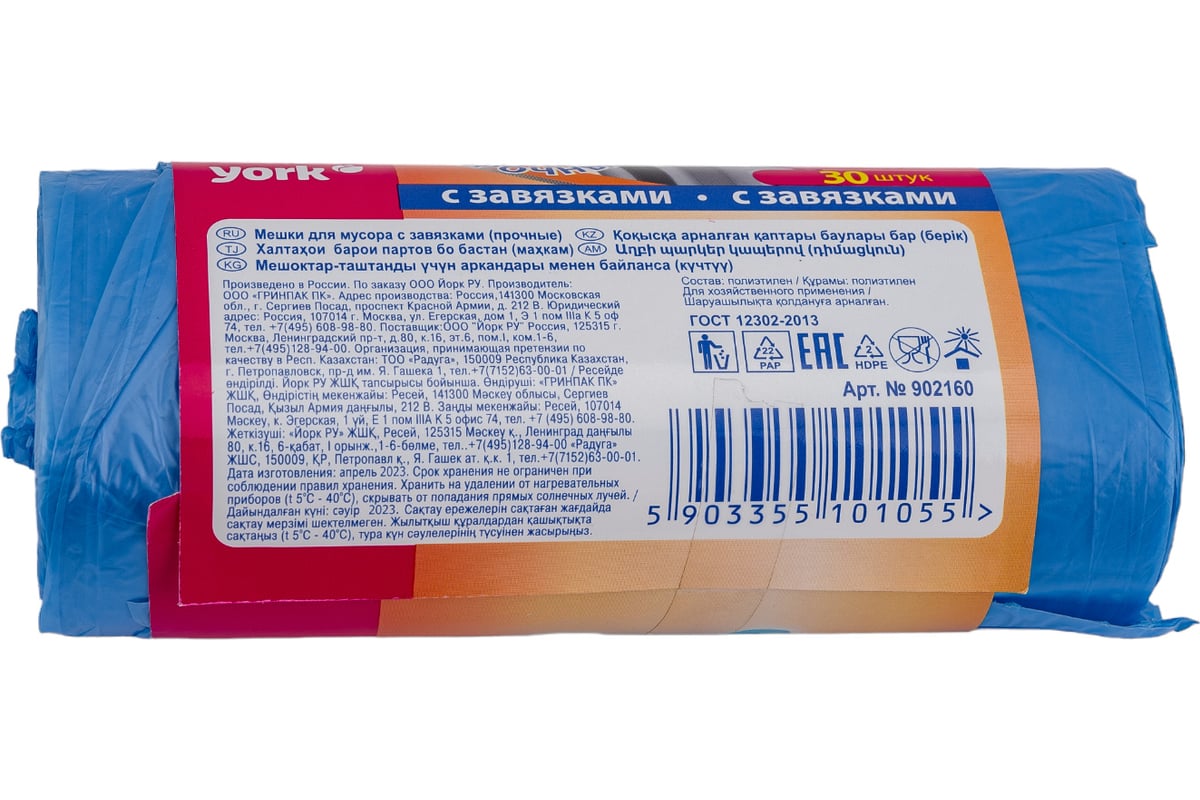 york
30 штук
с завязками • с завязками
RU Мешки для мусора с завязками (прочные) KZ Қоқысқа арналған қаптары баулары бар (берік)
TJ Халтаҳои барои партов бо бастан (маҳкам) AM Աղբի պարկեր կապերով (դիմացկուն)
KG Мешоктар-таштанды үчүн аркандары менен байланса (күчтүү)
Произведено в России. По заказу ООО Йорк РУ. Производитель:
ООО «ГРИНПАК ПК». Адрес производства: Россия,141300 Московская
обл., г. Сергиев Посад, проспект Красной Армии, д. 212 В. Юридический
адрес: Россия, 107014 г. Москва, ул. Егерская, дом 1, Э 1 пом IIIа К 5 оф
74, тел. +7(495) 608-98-80. Поставщик:ООО "Йорк РУ" Россия, 125315 г.
Москва, Ленинградский пр-т, д.80, к.16, эт.6, пом.I, ком.1-6,
тел.+7(495)128-94-00. Организация, принимающая претензии по
качеству в Респ. Казахстан: ТОО «Радуга», 150009 Республика Казахстан,
г. Петропавловск, пр-д им. Я. Гашека 1, тел.+7(7152)63-00-01 / Ресейде
өндірілді. Йорк РУ ЖШҚ тапсырысы бойынша. Өндіруші: «ГРИНПАК ПК»
ЖШҚ, Өндірістің мекенжайы: Ресей, 141300 Мәскеу облысы, Сергиев
Посад, Қызыл Армия даңғылы, 212 В. Заңды мекенжайы: Ресей, 107014
Мәскеу, к. Эгерская, 1 уй, Е 1 пом IIIА К 5 офис 74, тел. +7 (495) 608-98-80.
Жеткізуші: «Йорк РУ» ЖШҚ, Ресей, 125315 Мәскеу қ., Ленинград даңғылы
80, к.16, 6-қабат, I орынж.,1-6-бөлме, тел..+7(495)128-94-00 «Радуга»
ЖШС, 150009, ҚР, Петропавл қ., Я. Гашек ат. қ.к. 1, тел.+7(7152)63-00-01.
Дата изготовления: апрель 2023. Срок хранения не ограничен при
соблюдении правил хранения. Хранить на удалении от нагревательных
приборов (t 5°C - 40°C), скрывать от попадания прямых солнечных лучей. /
Дайындалған күні: сәуір 2023. Сақтау ережелерін сақтаған жағдайда
сақтау мерзімі шектелмеген. Жылытқыш құралдардан қашықтықта
сақтаңыз (t 5°C - 40°C), тура күн сәулелерінің түсуінен жасырыңыз.
Состав: полиэтилен / Құрамы: полиэтилен
Для хозяйственного применения /
Шаруашылықта қолдануға арналған.
ГОСТ 12302-2013
22
PAP
EAC
2
HDPE
Арт. № 902160
5 903355 101055 >